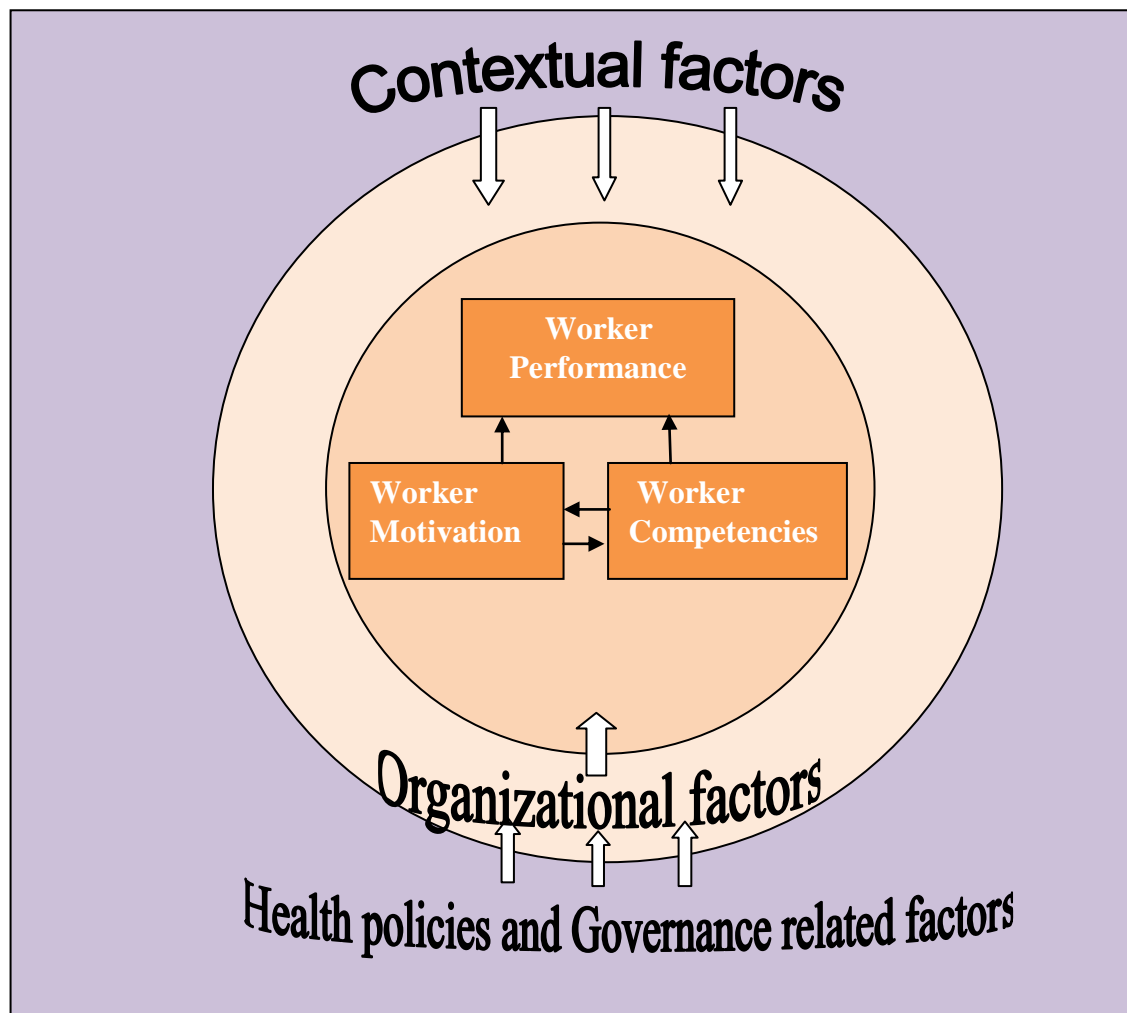 Contextual factors
Worker
Performance
Worker
Motivation
Worker
Competencies
Organizational factors
Health policies and Governance related factors